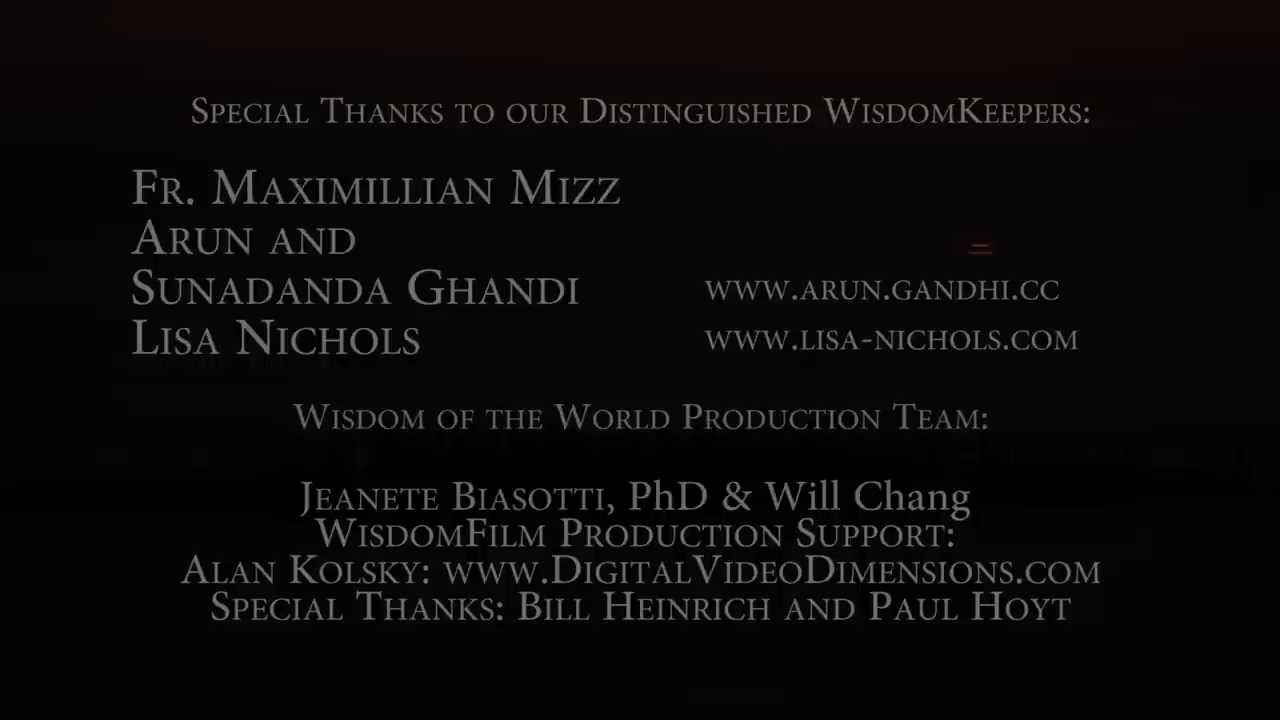 Special Thanks to our Distinguished WisdomKeepers:
Fr. Maximillian Mizz
Arun and
Sunadanda Ghandi www.arun.gandhi.cc
Lisa Nichols www.lisa-nichols.com
Wisdom of the World Production Team:
Jeanete Biasotti, PhD & Will Chang
WisdomFilm Production Support:
Alan Kolsky: www.DigitalVideoDimensions.com
Special Thanks: Bill Heinrich and Paul Hoyt